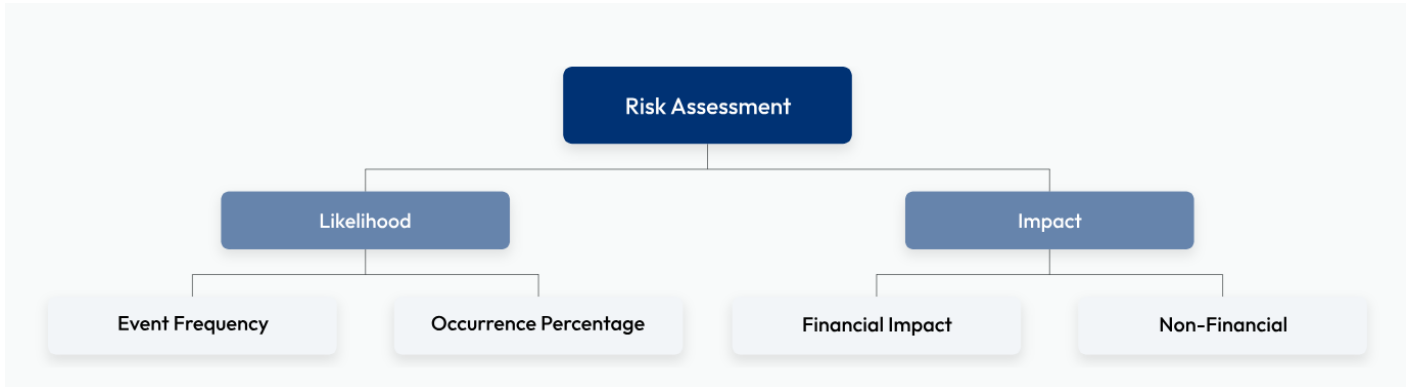 Risk Assessment
Likelihood
Impact
Event Frequency
Occurrence Percentage
Financial Impact
Non-Financial